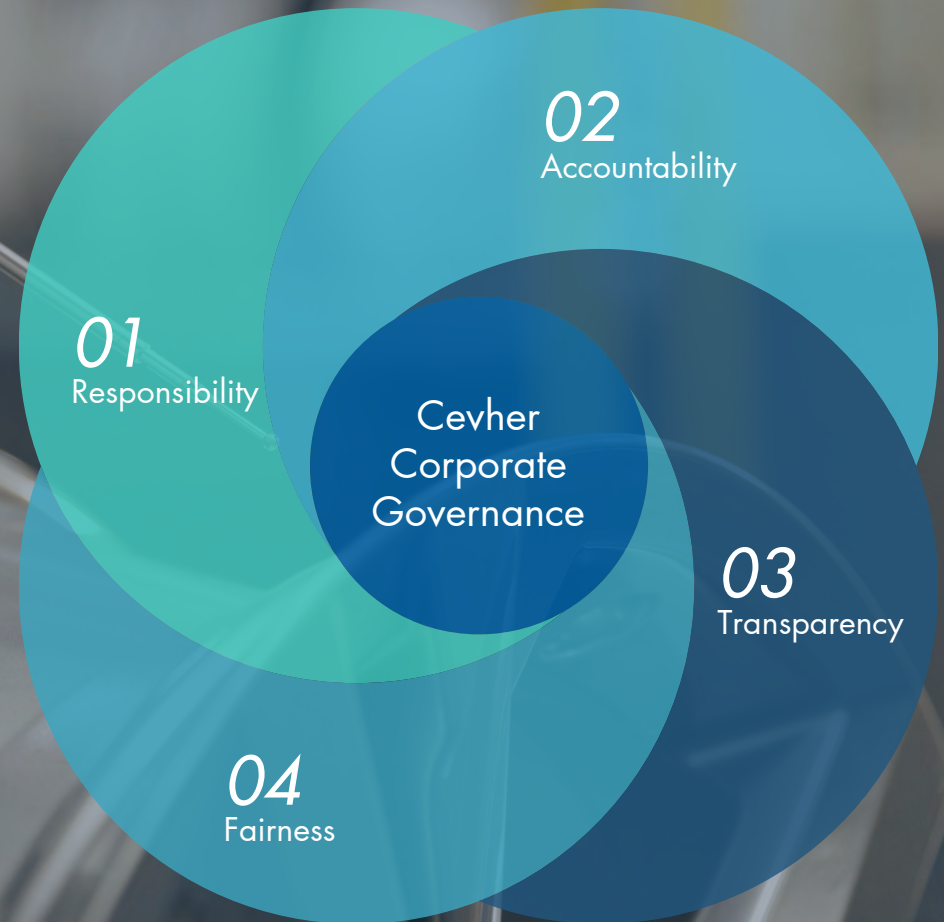 01
Responsibility
02
Accountability
Cevher
Corporate
Governance
03
Transparency
04
Fairness